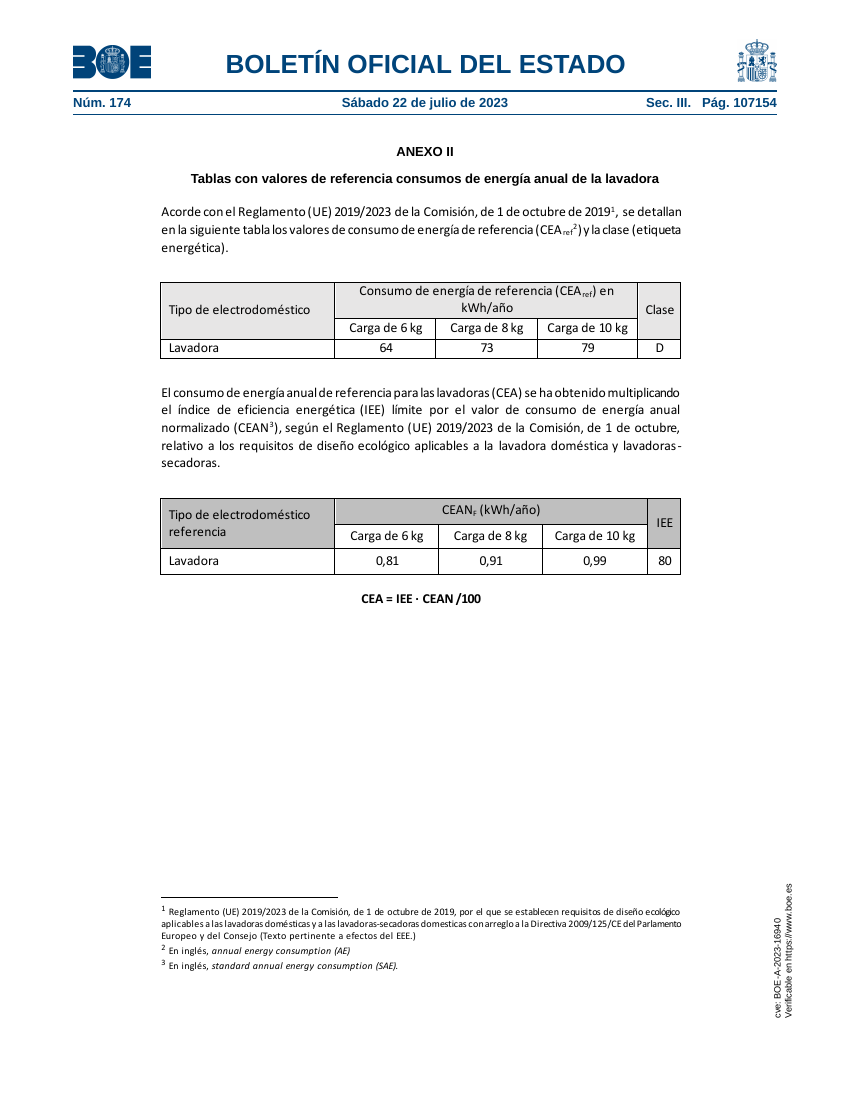 BOE
BOLETÍN OFICIAL DEL ESTADO
Núm. 174
Sábado 22 de julio de 2023
Sec. III. Pág. 107154
ANEXO II
Tablas con valores de referencia consumos de energía anual de la lavadora
Acorde con el Reglamento (UE) 2019/2023 de la Comisión, de 1 de octubre de 2019¹, se detallan
en la siguiente tabla los valores de consumo de energía de referencia (CEA ref²) y la clase (etiqueta
energética).
Tipo de electrodoméstico
Consumo de energía de referencia (CEA ref) en
kWh/año
Clase
Carga de 6 kg
Carga de 8 kg
Carga de 10 kg
Lavadora
64
73
79
D
El consumo de energía anual de referencia para las lavadoras (CEA) se ha obtenido multiplicando
el índice de eficiencia energética (IEE) límite por el valor de consumo de energía anual
normalizado (CEAN³), según el Reglamento (UE) 2019/2023 de la Comisión, de 1 de octubre,
relativo a los requisitos de diseño ecológico aplicables a la lavadora doméstica y lavadoras-
secadoras.
Tipo de electrodoméstico
referencia
CEANF (kWh/año)
IEE
Carga de 6 kg
Carga de 8 kg
Carga de 10 kg
Lavadora
0,81
0,91
0,99
80
CEA = IEE · CEAN /100
¹ Reglamento (UE) 2019/2023 de la Comisión, de 1 de octubre de 2019, por el que se establecen requisitos de diseño ecológico
aplicables a las lavadoras domésticas y a las lavadoras-secadoras domesticas con arreglo a la Directiva 2009/125/CE del Parlamento
Europeo y del Consejo (Texto pertinente a efectos del EEE.)
² En inglés, annual energy consumption (AE)
³ En inglés, standard annual energy consumption (SAE).
cve: BOE-A-2023-16940
Verificable en https://www.boe.es